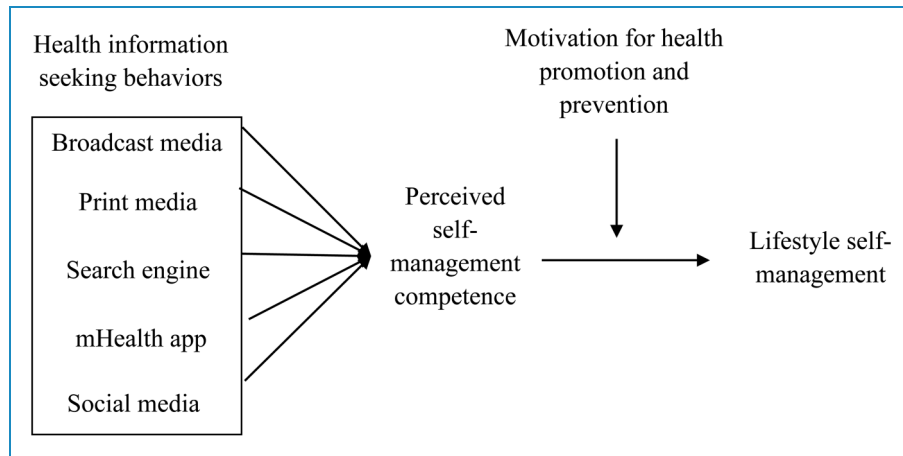 Health information
seeking behaviors
Broadcast media
Print media
Search engine
mHealth app
Social media
Perceived
self-
management
competence
Motivation for health
promotion and
prevention
Lifestyle self-
management